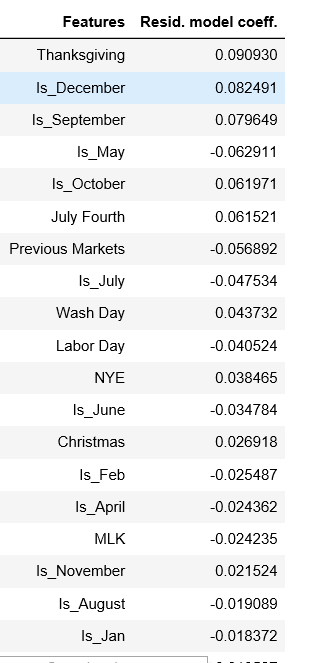 Features Resid. model coeff.
Thanksgiving 0.090930
Is_December 0.082491
Is_September 0.079649
Is_May -0.062911
Is_October 0.061971
July Fourth 0.061521
Previous Markets -0.056892
Is_July -0.047534
Wash Day 0.043732
Labor Day -0.040524
NYE 0.038465
Is_June -0.034784
Christmas 0.026918
Is_Feb -0.025487
Is_April -0.024362
MLK -0.024235
Is_November 0.021524
Is_August -0.019089
Is_Jan -0.018372